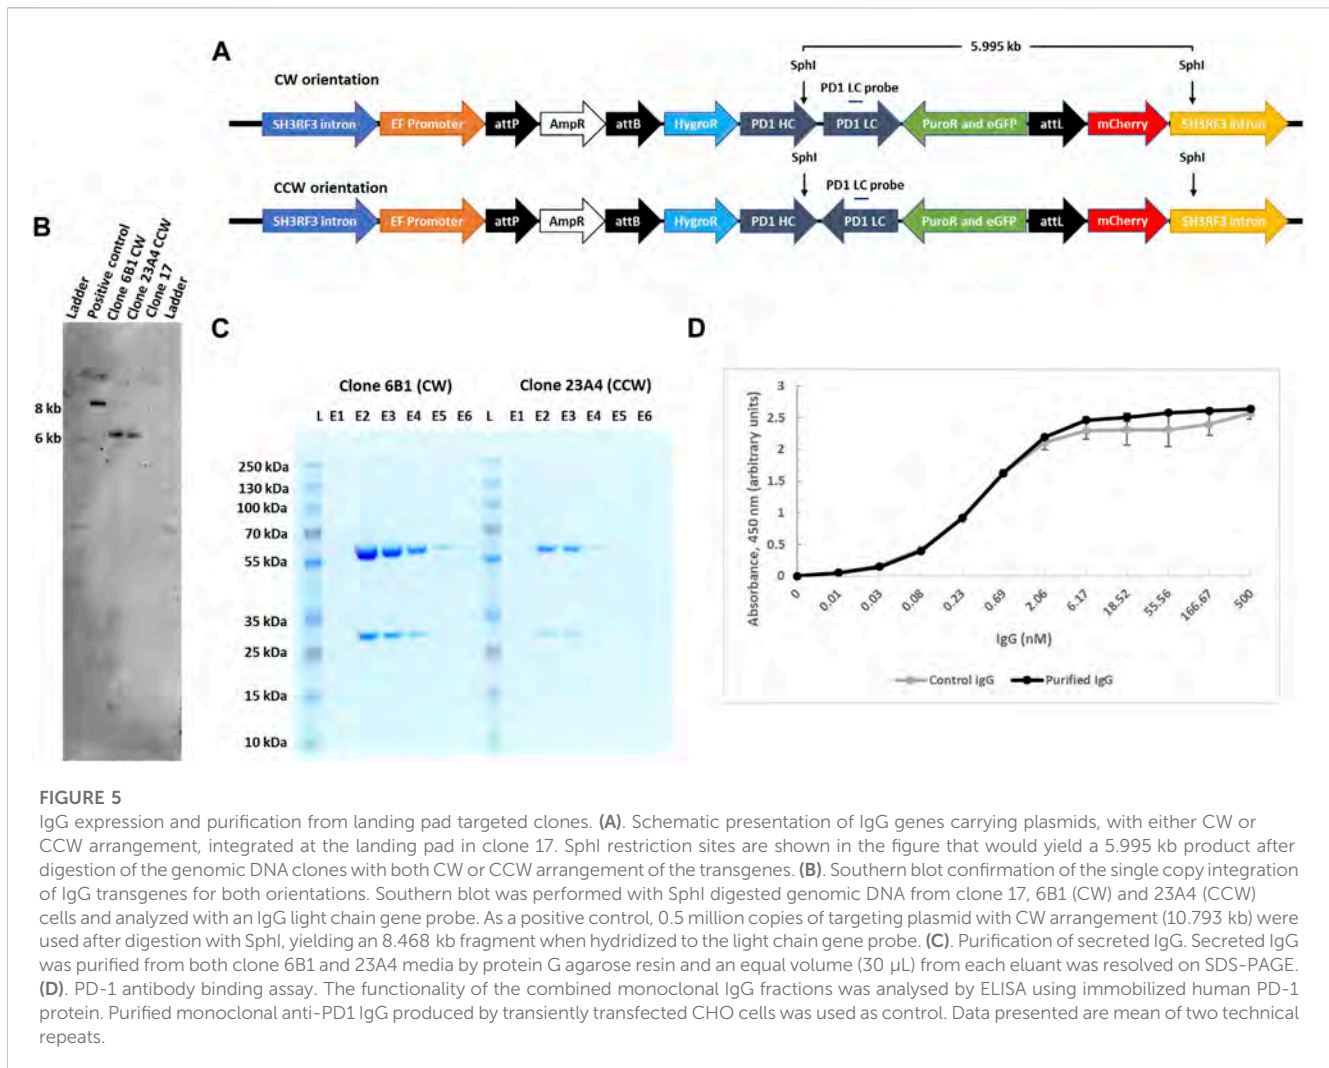 A
5.995 kb
SphI
SphI
CW orientation
PD1 LC probe
SH3RF3 intron
EF Promoter
attP
AmpR
attB
HygroR
PD1 HC
PD1 LC
PuroR and eGFP
attL
mCherry
SH3RF3 intron
SphI
SphI
CCW orientation
PD1 LC probe
SH3RF3 intron
EF Promoter
attP
AmpR
attB
HygroR
PD1 HC
PD1 LC
PuroR and eGFP
attL
mCherry
SH3RF3 intron
B
Ladder
Positive control
Clone 6B1 CW
Clone 23A4 CCW
Clone 17
Ladder
8 kb
6 kb
C
Clone 6B1 (CW)
Clone 23A4 (CCW)
L E1 E2 E3 E4 E5 E6 L E1 E2 E3 E4 E5 E6
250 kDa
130 kDa
100 kDa
70 kDa
55 kDa
35 kDa
25 kDa
15 kDa
10 kDa
D
Absorbance, 450 nm (arbitrary units)
3
2.5
2
1.5
1
0.5
0
0 0.01 0.03 0.08 0.23 0.69 2.06 6.17 18.52 55.56 166.67 500
IgG (nM)
Control IgG Purified IgG
FIGURE 5
IgG expression and purification from landing pad targeted clones. (A). Schematic presentation of IgG genes carrying plasmids, with either CW or
CCW arrangement, integrated at the landing pad in clone 17. SphI restriction sites are shown in the figure that would yield a 5.995 kb product after
digestion of the genomic DNA clones with both CW or CCW arrangement of the transgenes. (B). Southern blot confirmation of the single copy integration
of IgG transgenes for both orientations. Southern blot was performed with SphI digested genomic DNA from clone 17, 6B1 (CW) and 23A4 (CCW)
cells and analyzed with an IgG light chain gene probe. As a positive control, 0.5 million copies of targeting plasmid with CW arrangement (10.793 kb) were
used after digestion with SphI, yielding an 8.468 kb fragment when hydridized to the light chain gene probe. (C). Purification of secreted IgG. Secreted IgG
was purified from both clone 6B1 and 23A4 media by protein G agarose resin and an equal volume (30 µL) from each eluant was resolved on SDS-PAGE.
(D). PD-1 antibody binding assay. The functionality of the combined monoclonal IgG fractions was analysed by ELISA using immobilized human PD-1
protein. Purified monoclonal anti-PD1 IgG produced by transiently transfected CHO cells was used as control. Data presented are mean of two technical
repeats.